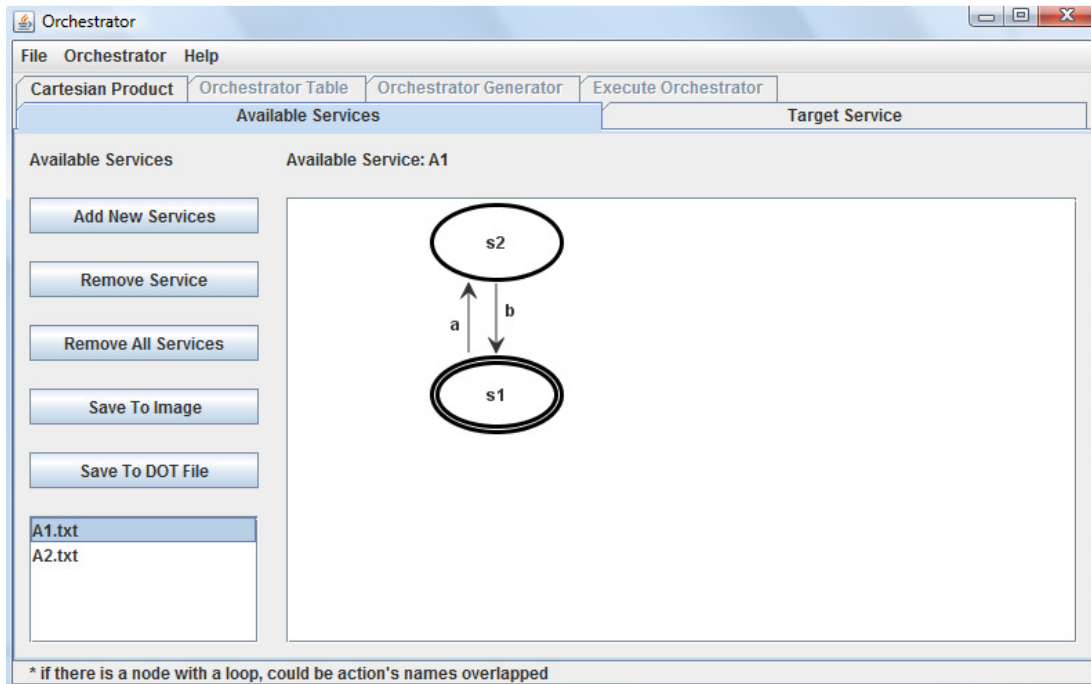 Orchestrator
File Orchestrator Help
Cartesian Product Orchestrator Table Orchestrator Generator Execute Orchestrator
Available Services Target Service
Available Services Available Service: A1
Add New Services
Remove Service
Remove All Services
Save To Image
Save To DOT File
A1.txt
A2.txt
s2
a b
s1
* if there is a node with a loop, could be action's names overlapped